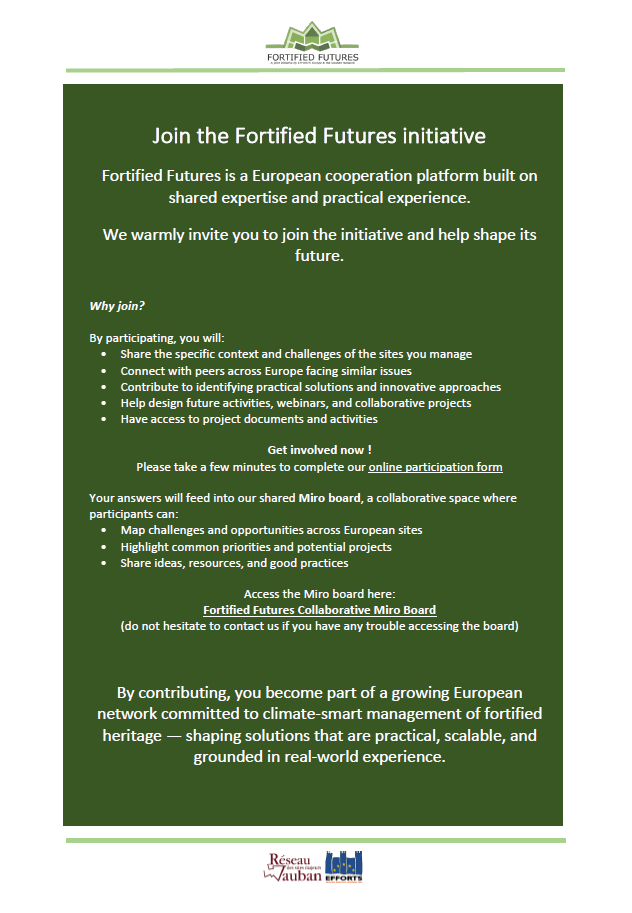 FORTIFIED FUTURES
Join the Fortified Futures initiative
Fortified Futures is a European cooperation platform built on
shared expertise and practical experience.
We warmly invite you to join the initiative and help shape its
future.
Why join?
By participating, you will:
• Share the specific context and challenges of the sites you manage
• Connect with peers across Europe facing similar issues
• Contribute to identifying practical solutions and innovative approaches
• Help design future activities, webinars, and collaborative projects
• Have access to project documents and activities
Get involved now !
Please take a few minutes to complete our online participation form
Your answers will feed into our shared Miro board, a collaborative space where
participants can:
• Map challenges and opportunities across European sites
• Highlight common priorities and potential projects
• Share ideas, resources, and good practices
Access the Miro board here:
Fortified Futures Collaborative Miro Board
(do not hesitate to contact us if you have any trouble accessing the board)
By contributing, you become part of a growing European
network committed to climate-smart management of fortified
heritage — shaping solutions that are practical, scalable, and
grounded in real-world experience.
Réseau
des sites majeurs
Vauban
EFFORTS